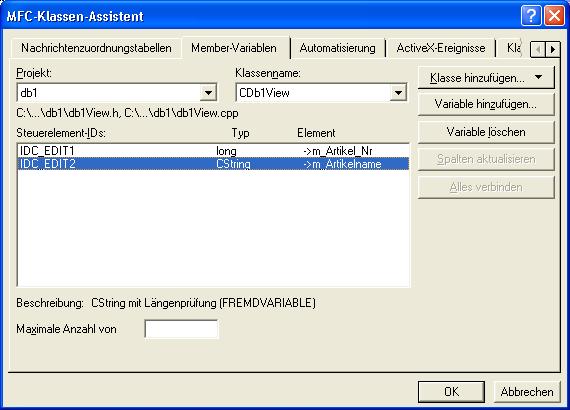 MFC-Klassen-Assistent
Nachrichtenzuordnungstabellen Member-Variablen Automatisierung ActiveX-Ereignisse Kla
Projekt: Klassenname:
db1 CDb1View
C:\...\db1\db1View.h, C:\...\db1\db1View.cpp
Steuerelement-IDs: Typ Element
IDC_EDIT1 long ->m_Artikel_Nr
IDC_EDIT2 CString ->m_Artikelname
Klasse hinzufügen...
Variable hinzufügen...
Variable löschen
Spalten aktualisieren
Alles verbinden
Beschreibung: CString mit Längenprüfung (FREMDVARIABLE)
Maximale Anzahl von
OK Abbrechen